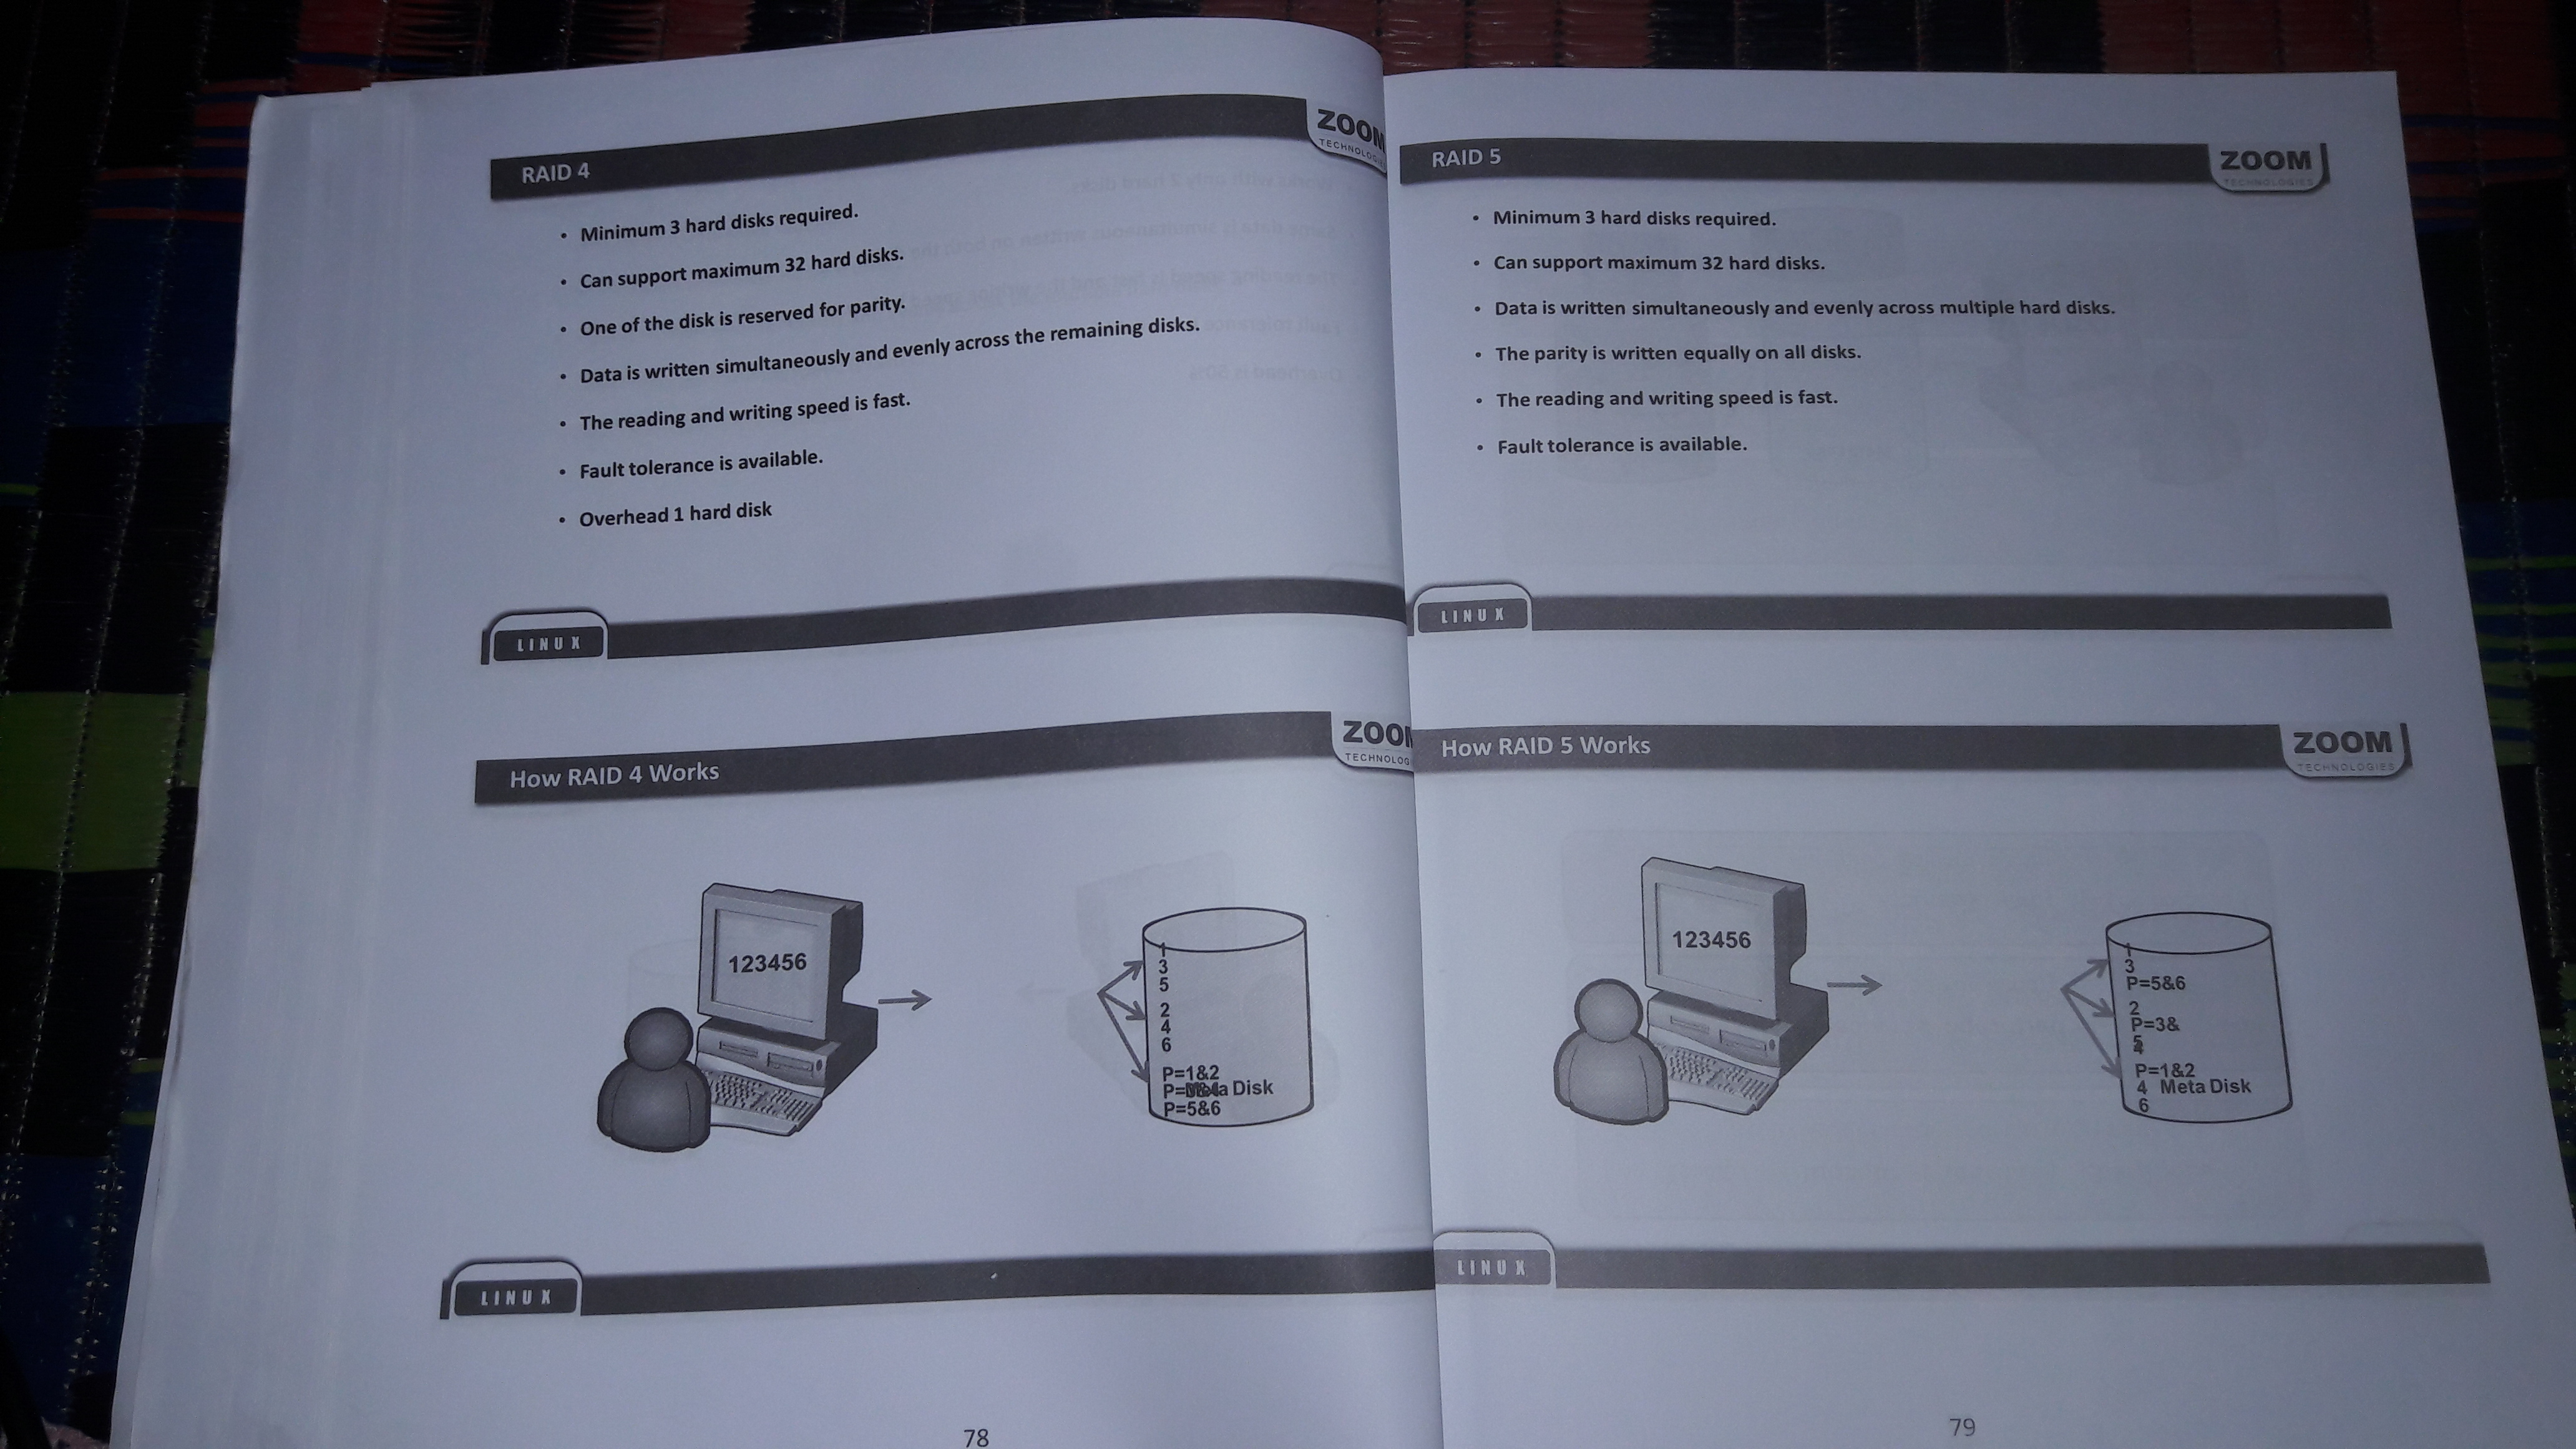 RAID 4
ZOOM
TECHNOLOG
• Minimum 3 hard disks required.
• Can support maximum 32 hard disks.
• One of the disk is reserved for parity.
• Data is written simultaneously and evenly across the remaining disks.
• The reading and writing speed is fast.
• Fault tolerance is available.
• Overhead 1 hard disk
LINUX
How RAID 4 Works
ZOO
TECHNOLOG
123456
1
3
5
2
4
6
P=1&2
Meta Disk
P=5&6
LINUX
78
RAID 5
ZOOM
TECHNOLOGIES
• Minimum 3 hard disks required.
• Can support maximum 32 hard disks.
• Data is written simultaneously and evenly across multiple hard disks.
• The parity is written equally on all disks.
• The reading and writing speed is fast.
• Fault tolerance is available.
LINUX
How RAID 5 Works
ZOOM
TECHNOLOGIES
123456
1
3
P=5&6
2
P=3&
P=1&2
4 Meta Disk
6
LINUX
79